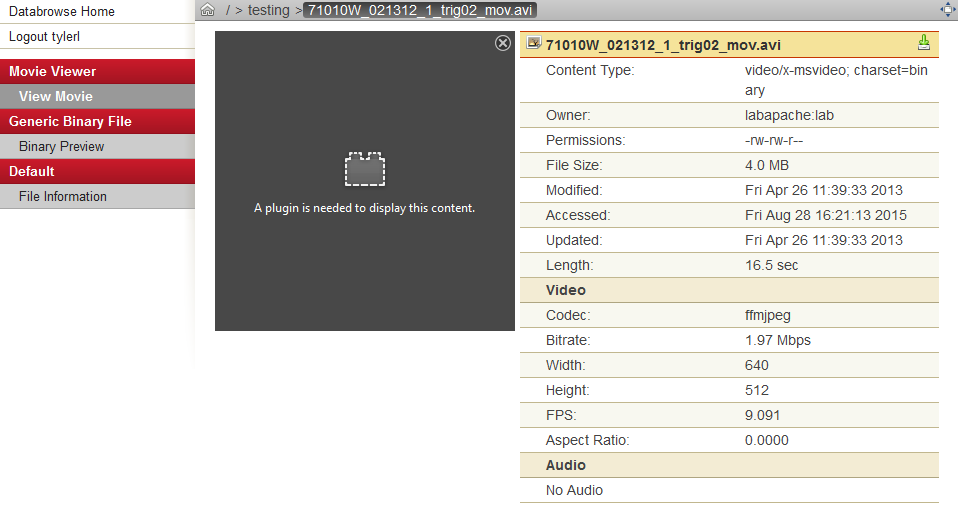 Databrowse Home
Logout tylerl
Movie Viewer
View Movie
Generic Binary File
Binary Preview
Default
File Information
/ > testing > 71010W_021312_1_trig02_mov.avi
A plugin is needed to display this content.
71010W_021312_1_trig02_mov.avi
Content Type: video/x-msvideo; charset=bin
ary
Owner: labapache:lab
Permissions: -rw-rw-r--
File Size: 4.0 MB
Modified: Fri Apr 26 11:39:33 2013
Accessed: Fri Aug 28 16:21:13 2015
Updated: Fri Apr 26 11:39:33 2013
Length: 16.5 sec
Video
Codec: ffmjpeg
Bitrate: 1.97 Mbps
Width: 640
Height: 512
FPS: 9.091
Aspect Ratio: 0.0000
Audio
No Audio